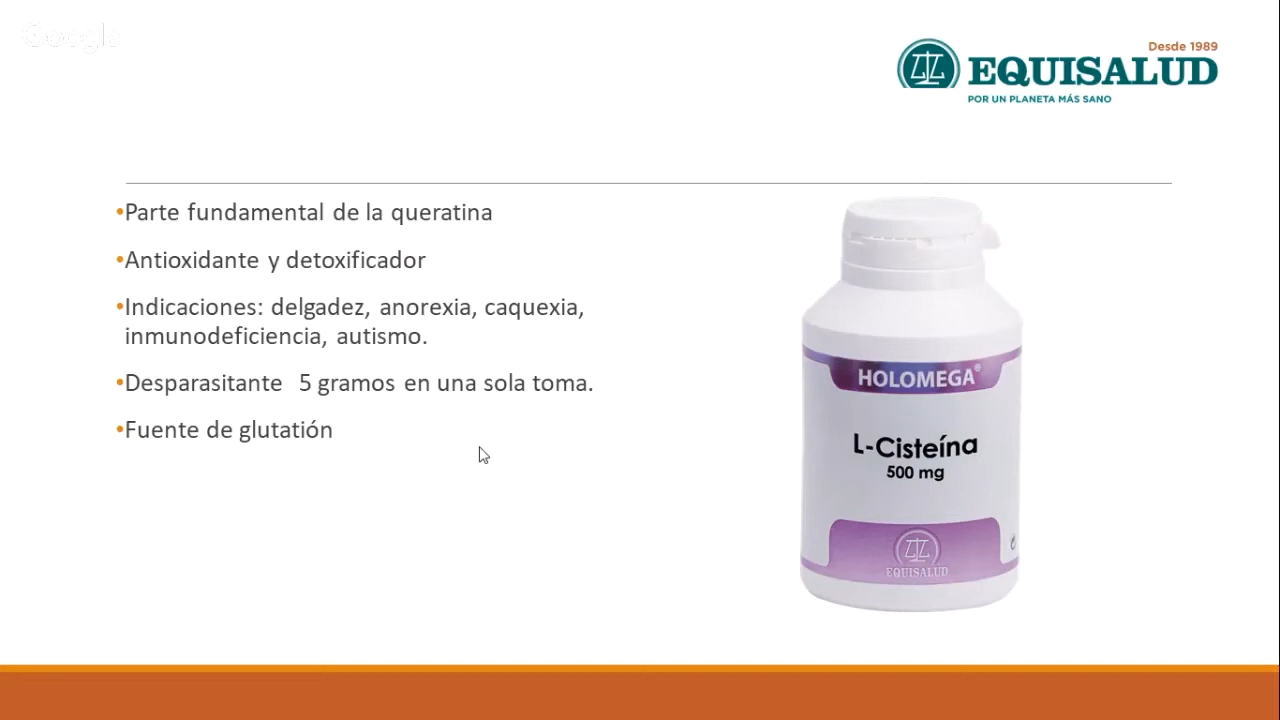 Google
Desde 1989
EQUISALUD
POR UN PLANETA MÁS SANO
•Parte fundamental de la queratina
•Antioxidante y detoxificador
•Indicaciones: delgadez, anorexia, caquexia,
inmunodeficiencia, autismo.
•Desparasitante 5 gramos en una sola toma.
•Fuente de glutatión
HOLOMEGA®
L-Cisteína
500 mg
EQUISALUD